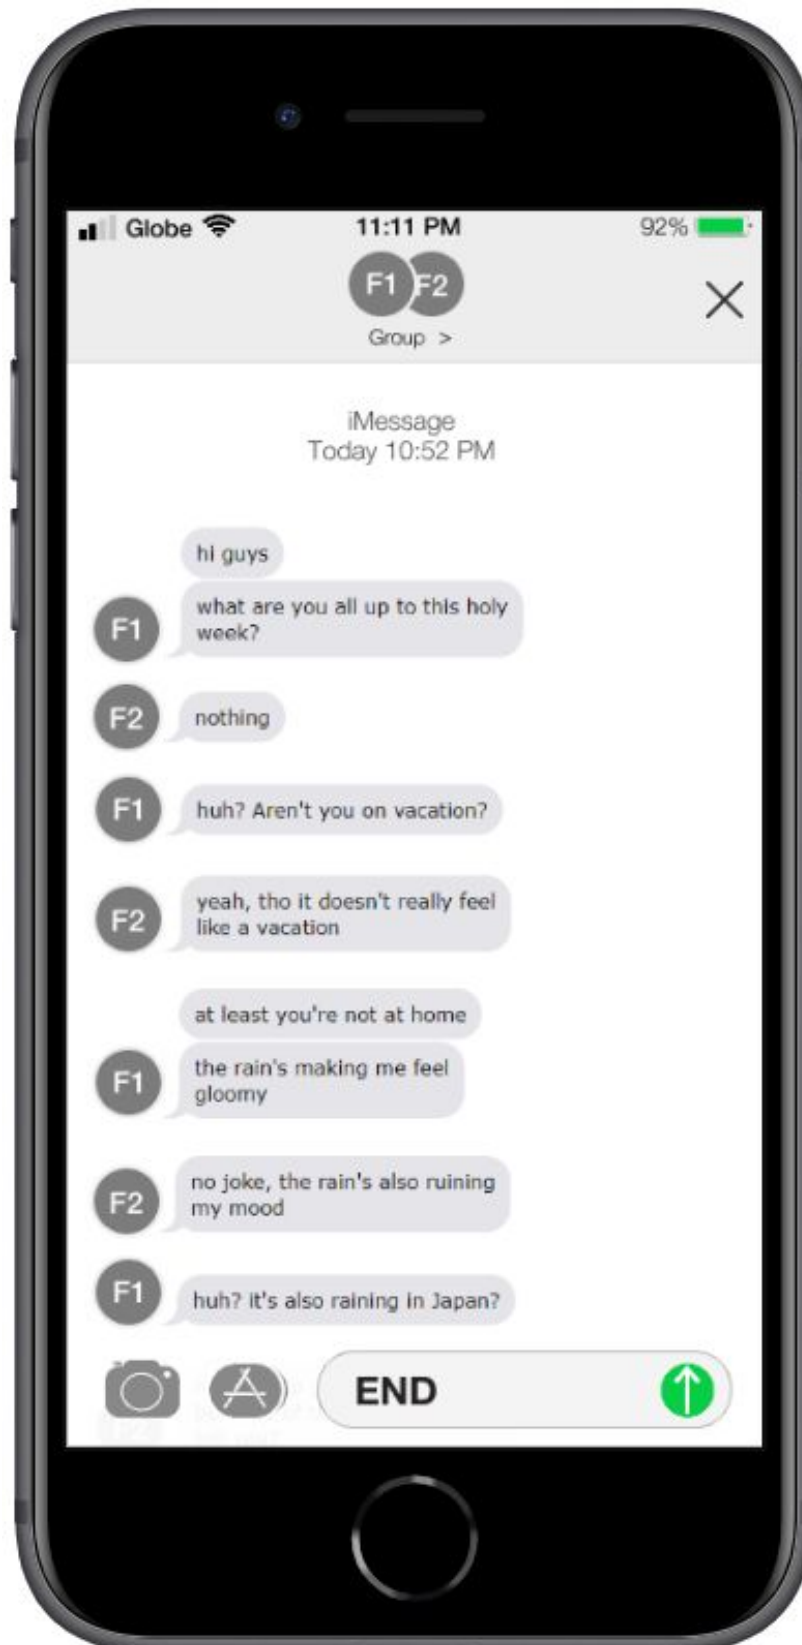 Globe 11:11 PM 92%
F1 F2
Group >
iMessage
Today 10:52 PM
hi guys
what are you all up to this holy
week?
F1
F2 nothing
F1 huh? Aren't you on vacation?
yeah, tho it doesn't really feel
like a vacation
F2
at least you're not at home
the rain's making me feel
gloomy
F1
no joke, the rain's also ruining
my mood
F2
F1 huh? it's also raining in Japan?
END